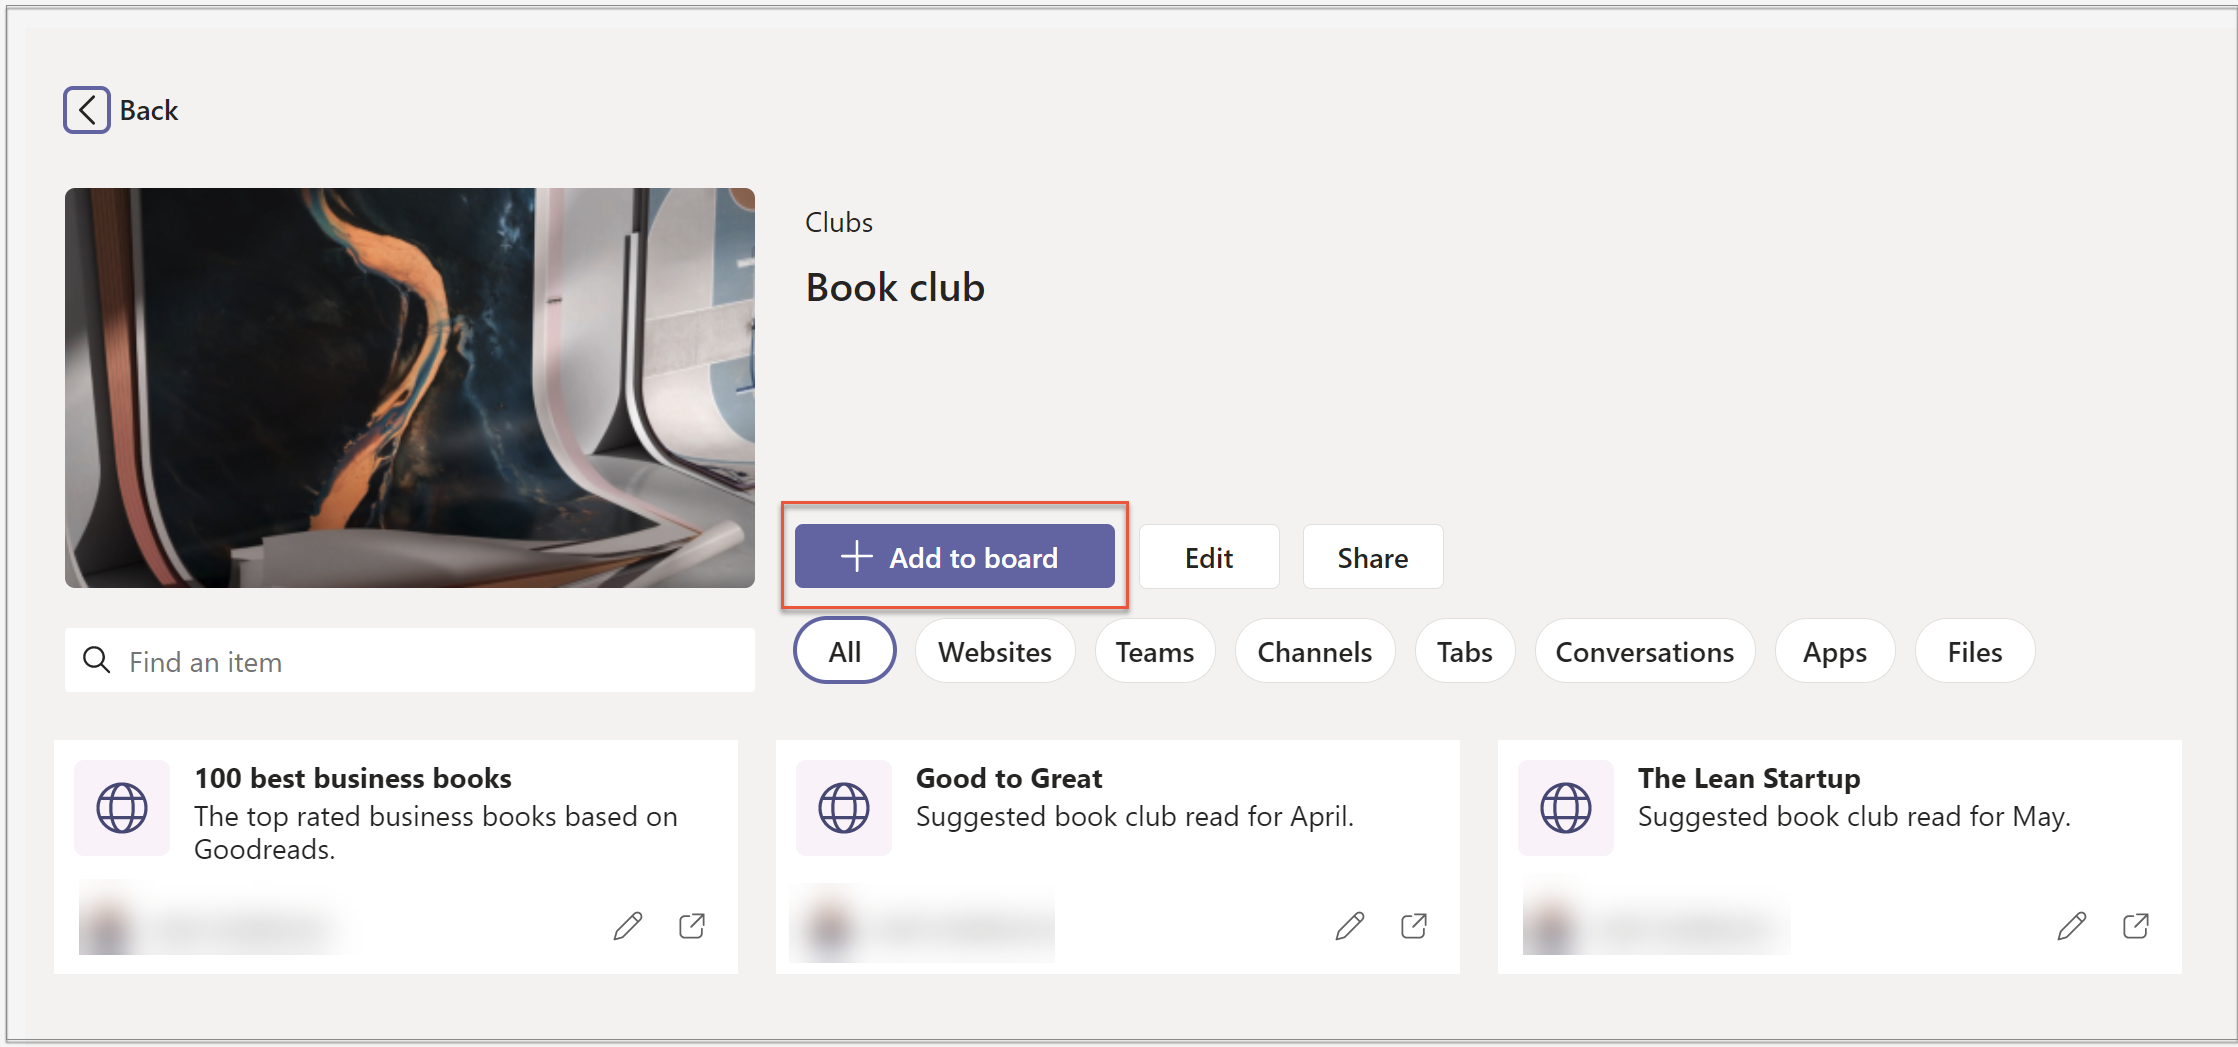 Back
Clubs
Book club
Add to board
Edit
Share
Find an item
All
Websites
Teams
Channels
Tabs
Conversations
Apps
Files
100 best business books
The top rated business books based on
Goodreads.
Good to Great
Suggested book club read for April.
The Lean Startup
Suggested book club read for May.